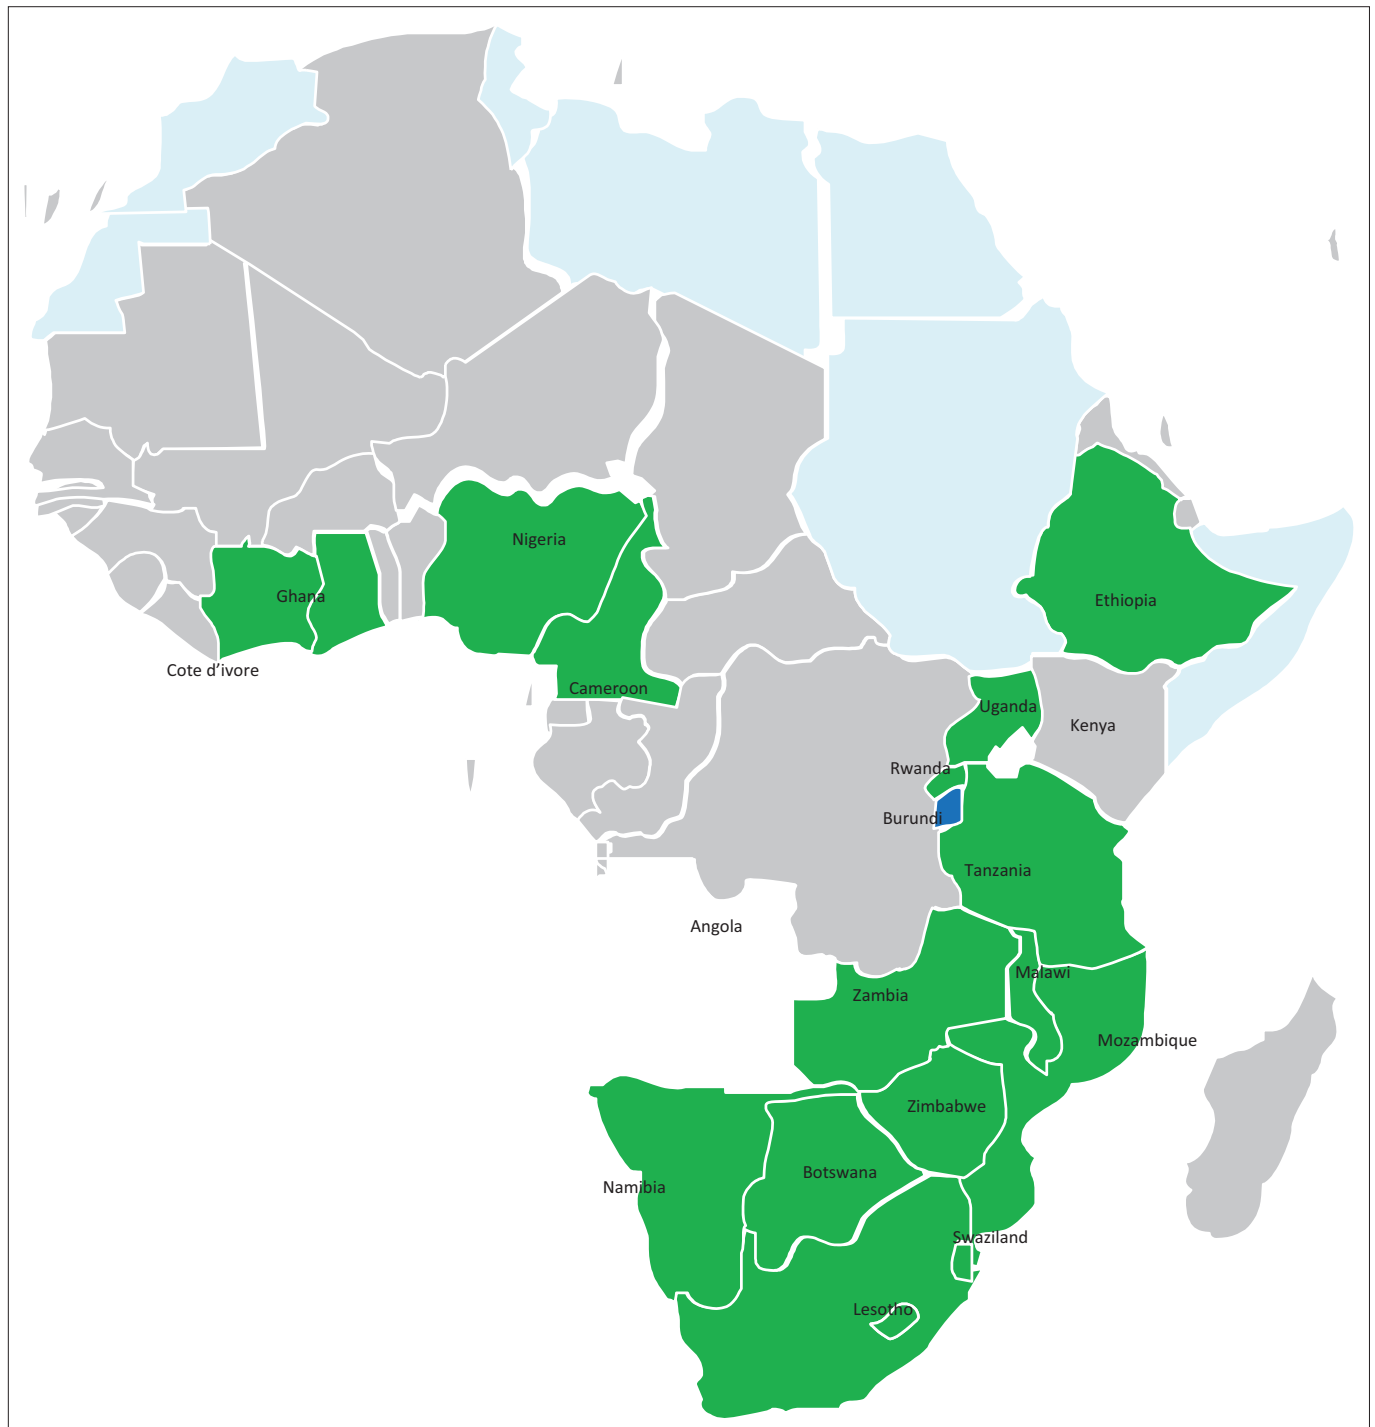 Nigeria
Ghana
Ethiopia
Cote d’ivore
Cameroon
Uganda
Kenya
Rwanda
Burundi
Tanzania
Angola
Malawi
Zambia
Mozambique
Zimbabwe
Botswana
Namibia
Swaziland
Lesotho